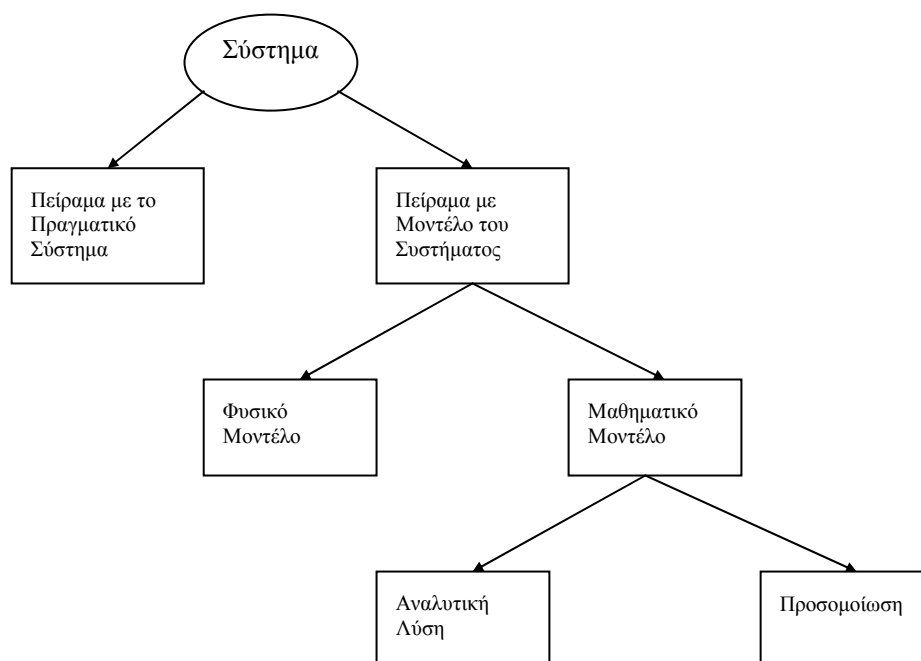 Σύστημα
Πείραμα με το
Πραγματικό
Σύστημα
Πείραμα με
Μοντέλο του
Συστήματος
Φυσικό
Μοντέλο
Μαθηματικό
Μοντέλο
Αναλυτική
Λύση
Προσομοίωση